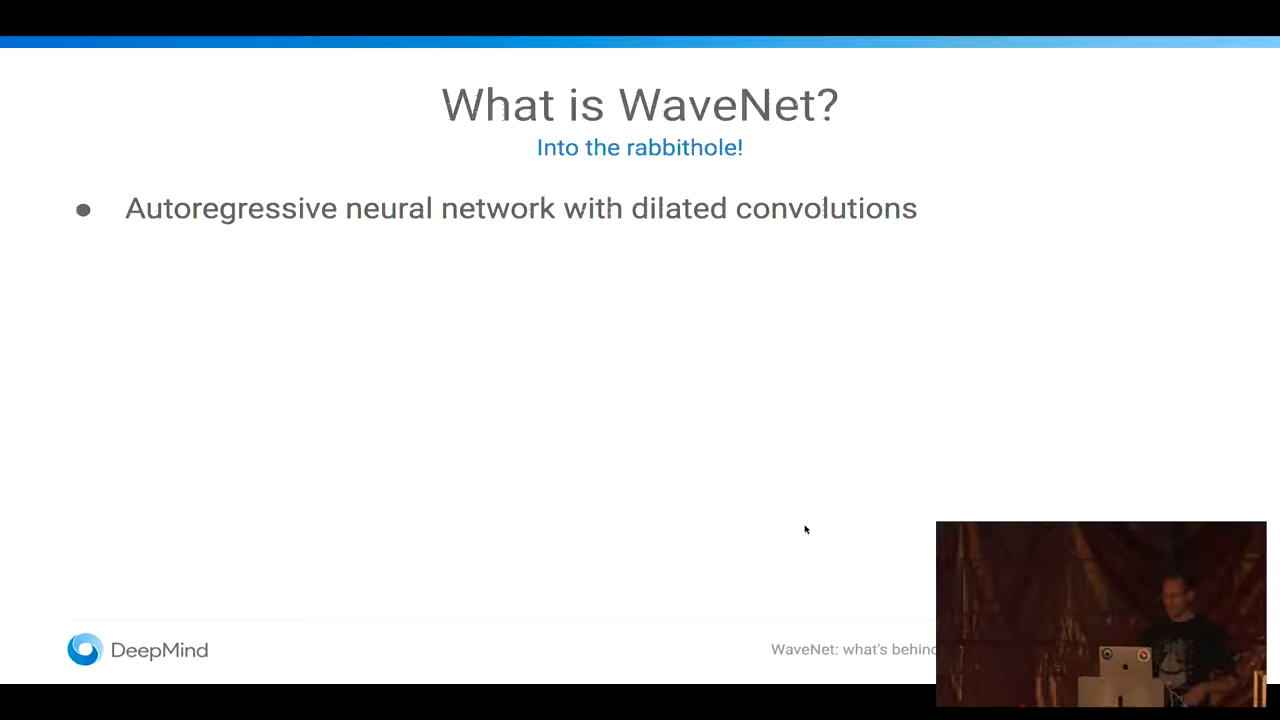 What is WaveNet?
Into the rabbithole!
● Autoregressive neural network with dilated convolutions
DeepMind
WaveNet: what's behind